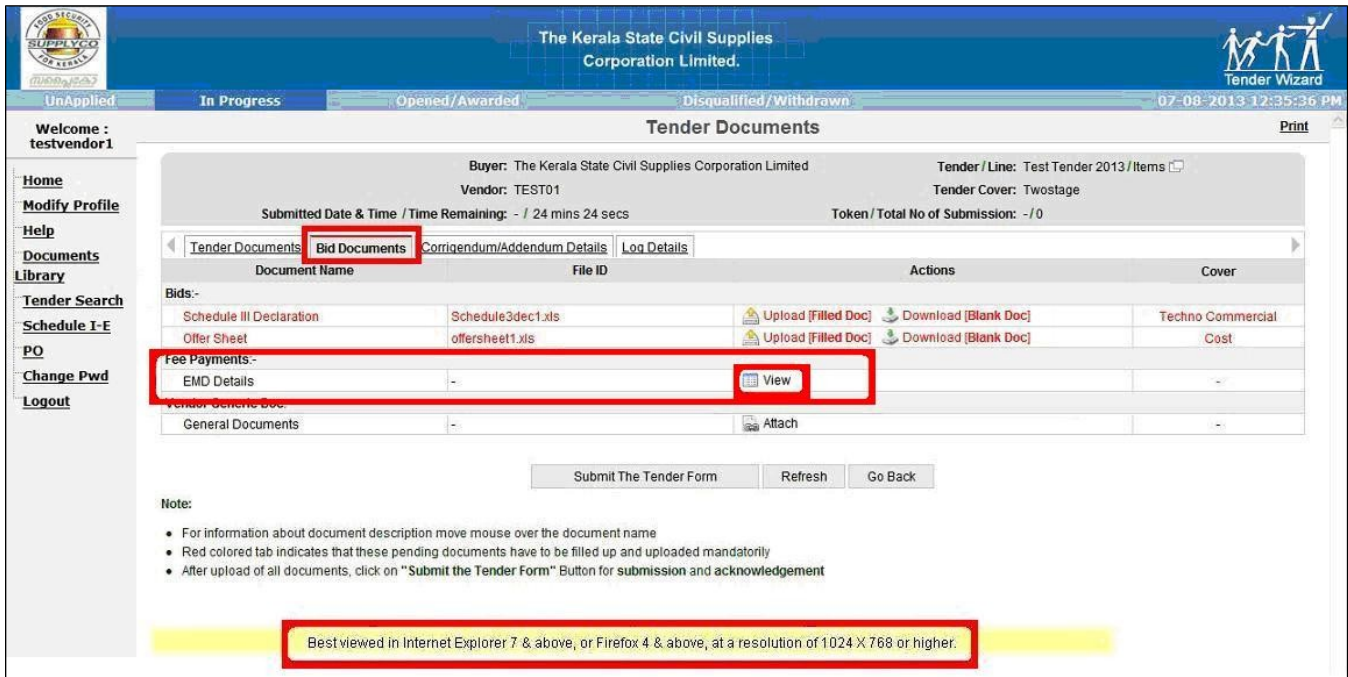 FOOD SECURITY
SUPPLYCO
FOR KERALA
The Kerala State Civil Supplies
Corporation Limited.
Tender Wizard
UnApplied In Progress Opened/Awarded Disqualified/Withdrawn 07-08-2013 12:35:36 PM
Welcome :
testvendor1
Tender Documents
Print
Home
Modify Profile
Help
Documents
Library
Tender Search
Schedule I-E
PO
Change Pwd
Logout
Buyer: The Kerala State Civil Supplies Corporation Limited Tender / Line: Test Tender 2013 / Items
Vendor: TEST01 Tender Cover: Twostage
Submitted Date & Time / Time Remaining: - / 24 mins 24 secs Token / Total No of Submission: - / 0
Tender Documents Bid Documents Corrigendum/Addendum Details Log Details
Document Name File ID Actions Cover
Bids:-
Schedule III Declaration Schedule3dec1.xls Upload [Filled Doc] Download [Blank Doc] Techno Commercial
Offer Sheet offersheet1.xls Upload [Filled Doc] Download [Blank Doc] Cost
Fee Payments:-
EMD Details - View -
Vendor Generic Doc:
General Documents - Attach -
Submit The Tender Form Refresh Go Back
Note:
• For information about document description move mouse over the document name
• Red colored tab indicates that these pending documents have to be filled up and uploaded mandatorily
• After upload of all documents, click on "Submit the Tender Form" Button for submission and acknowledgement
Best viewed in Internet Explorer 7 & above, or Firefox 4 & above, at a resolution of 1024 X 768 or higher.